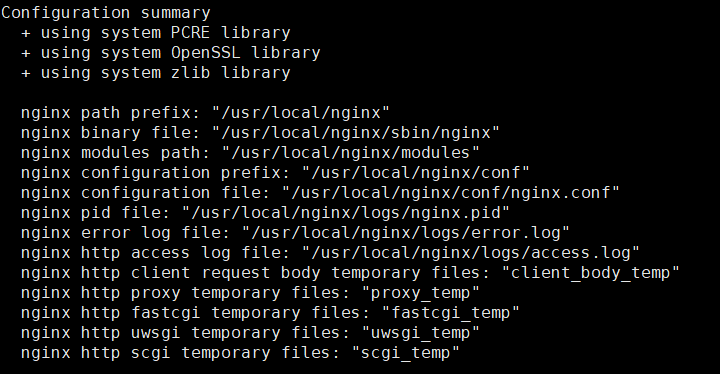 Configuration summary
+ using system PCRE library
+ using system OpenSSL library
+ using system zlib library
nginx path prefix: "/usr/local/nginx"
nginx binary file: "/usr/local/nginx/sbin/nginx"
nginx modules path: "/usr/local/nginx/modules"
nginx configuration prefix: "/usr/local/nginx/conf"
nginx configuration file: "/usr/local/nginx/conf/nginx.conf"
nginx pid file: "/usr/local/nginx/logs/nginx.pid"
nginx error log file: "/usr/local/nginx/logs/error.log"
nginx http access log file: "/usr/local/nginx/logs/access.log"
nginx http client request body temporary files: "client_body_temp"
nginx http proxy temporary files: "proxy_temp"
nginx http fastcgi temporary files: "fastcgi_temp"
nginx http uwsgi temporary files: "uwsgi_temp"
nginx http scgi temporary files: "scgi_temp"